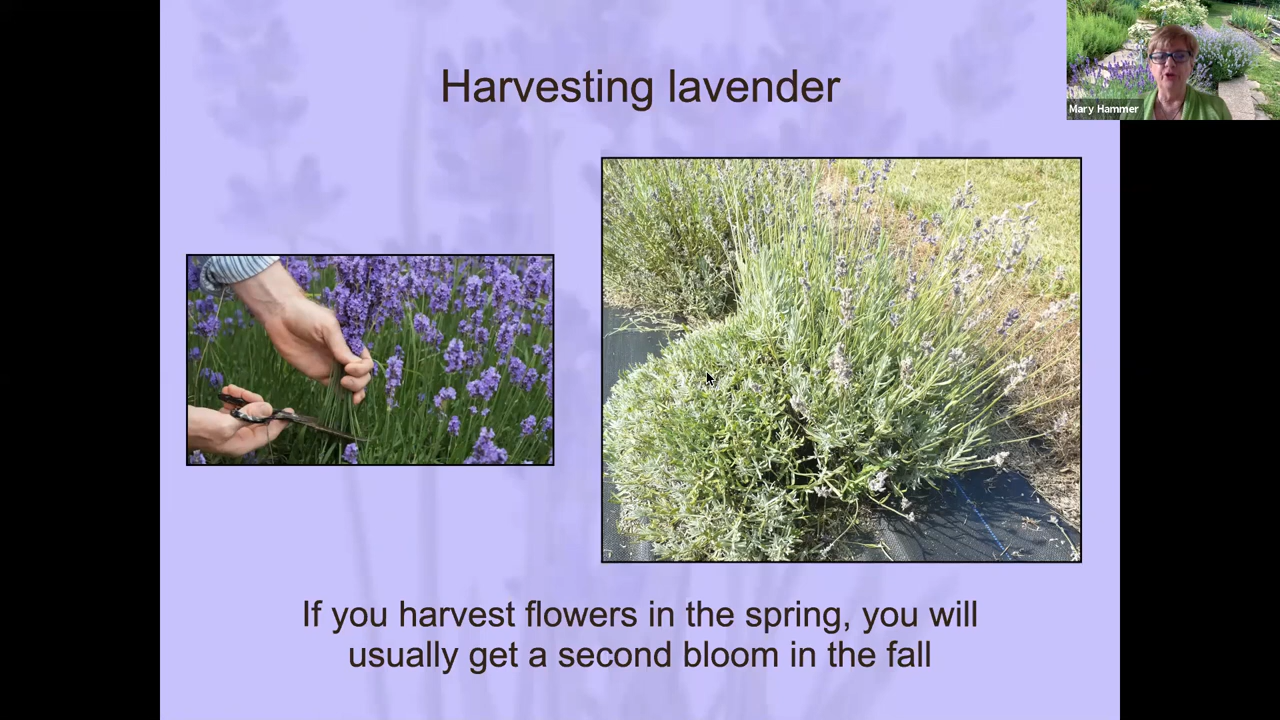 Harvesting lavender
Mary Hammer
If you harvest flowers in the spring, you will
usually get a second bloom in the fall